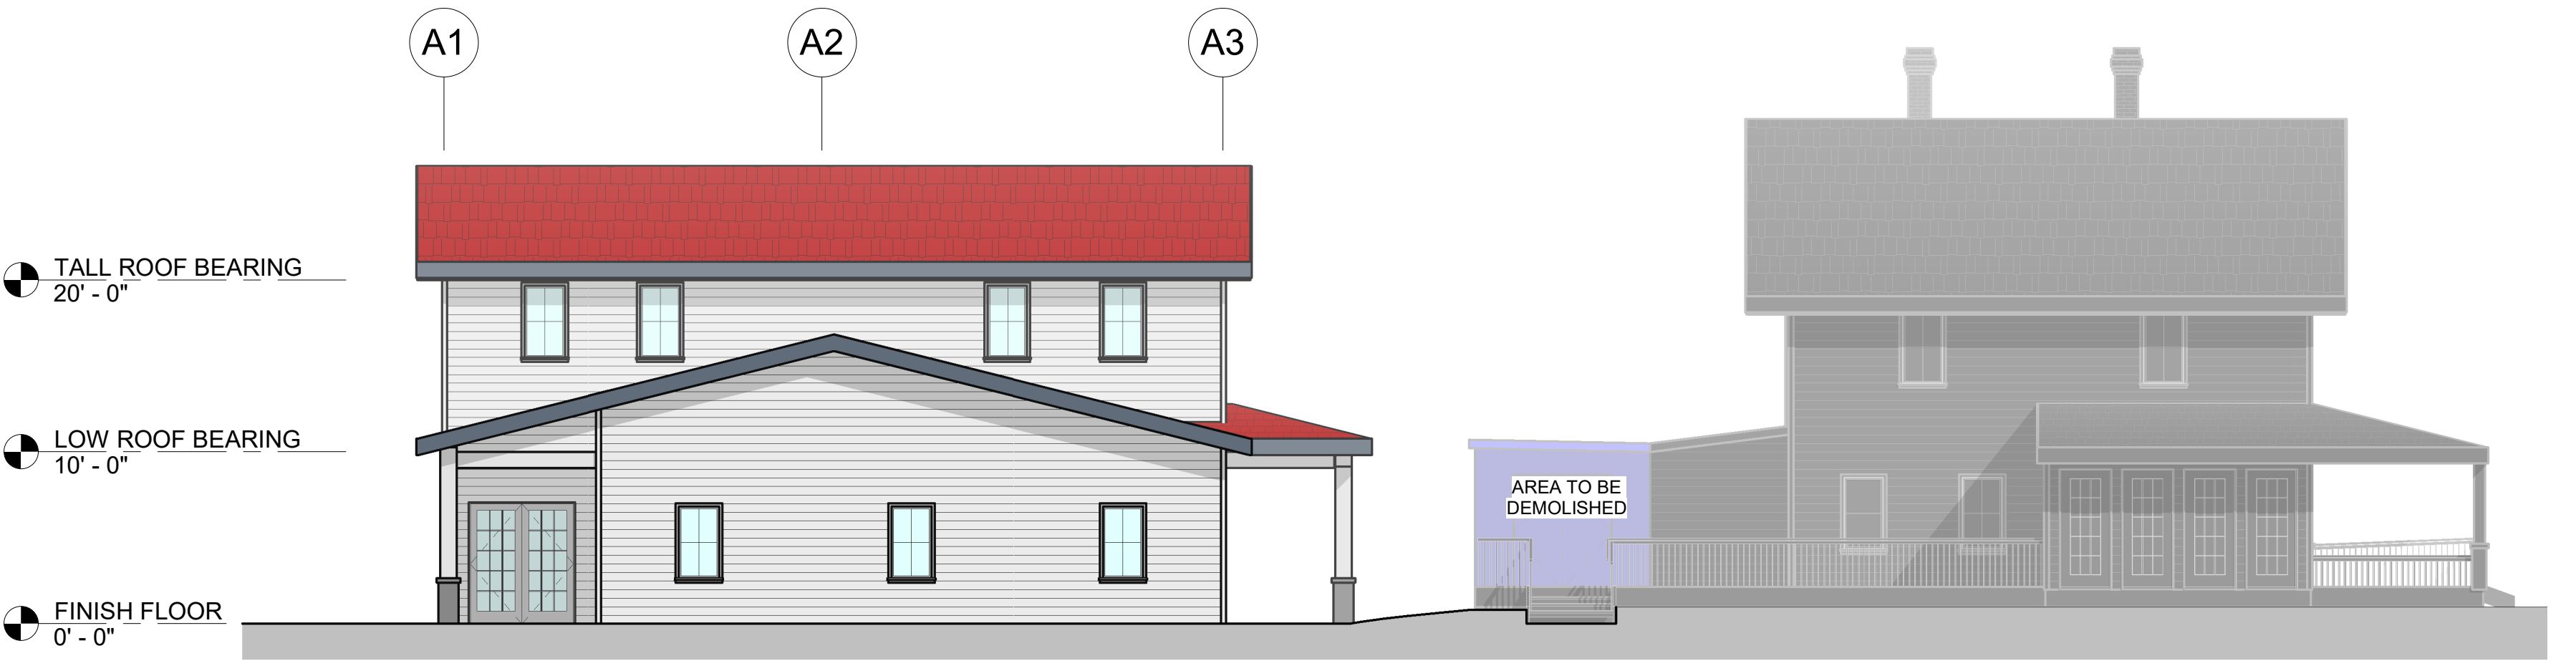 A1
A2
A3
TALL ROOF BEARING
20' - 0"
LOW ROOF BEARING
10' - 0"
AREA TO BE
DEMOLISHED
FINISH FLOOR
0' - 0"